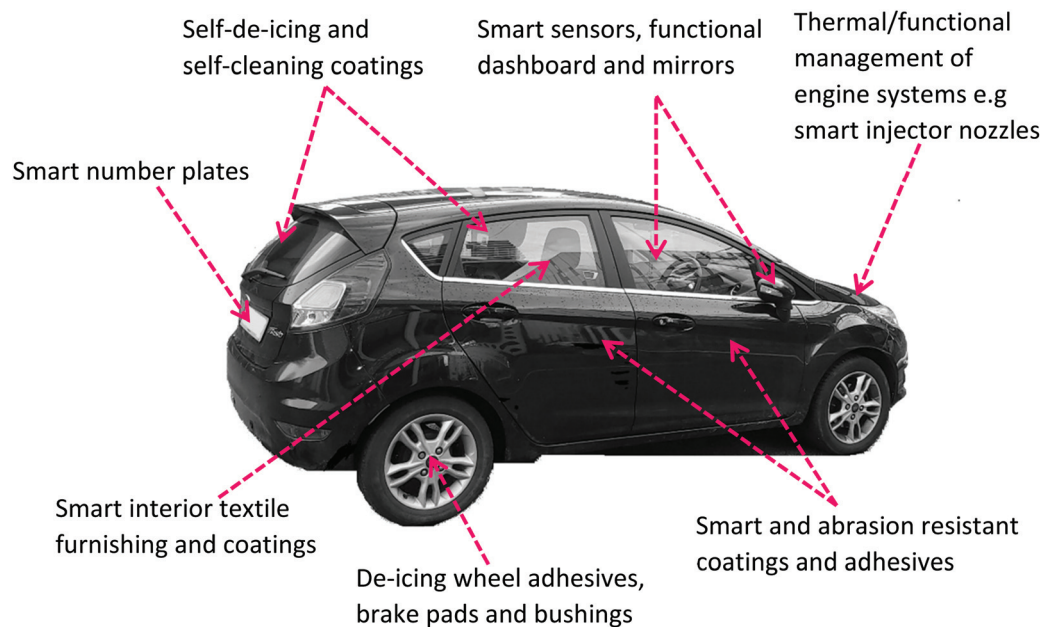 Self-de-icing and
self-cleaning coatings
Smart sensors, functional
dashboard and mirrors
Thermal/functional
management of
engine systems e.g
smart injector nozzles
Smart number plates
Smart interior textile
furnishing and coatings
De-icing wheel adhesives,
brake pads and bushings
Smart and abrasion resistant
coatings and adhesives